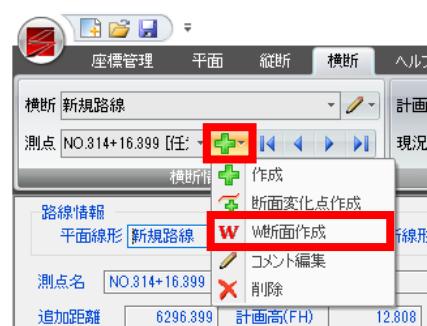 座標管理 平面 縦断 横断 ヘル
横断 新規路線 計画
測点 NO.314+16.399 [任 現況
横断情
作成
断面変化点作成
W W断面作成
コメント編集
削除
路線情報
平面線形 新規路線 線形
測点名 NO.314+16.399
追加距離 6296.399 計画高(FH) 12.808